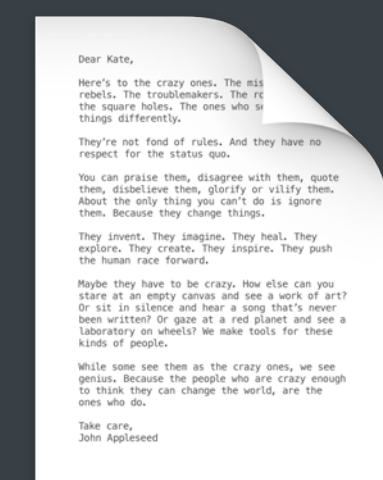 Dear Kate,
Here's to the crazy ones. The
rebels. The troublemakers. The
the square holes. The ones who
things differently.
They're not fond of rules. And they have no
respect for the status quo.
You can praise them, disagree with them, quote
them, disbelieve them, glorify or vilify them.
About the only thing you can't do is ignore
them. Because they change things.
They invent. They imagine. They heal. They
explore. They create. They inspire. They push
the human race forward.
Maybe they have to be crazy. How else can you
stare at an empty canvas and see a work of art?
Or sit in silence and hear a song that's never
been written? Or gaze at a red planet and see a
laboratory on wheels? We make tools for these
kinds of people.
While some see them as the crazy ones, we see
genius. Because the people who are crazy enough
to think they can change the world, are the
ones who do.
Take care,
John Appleseed